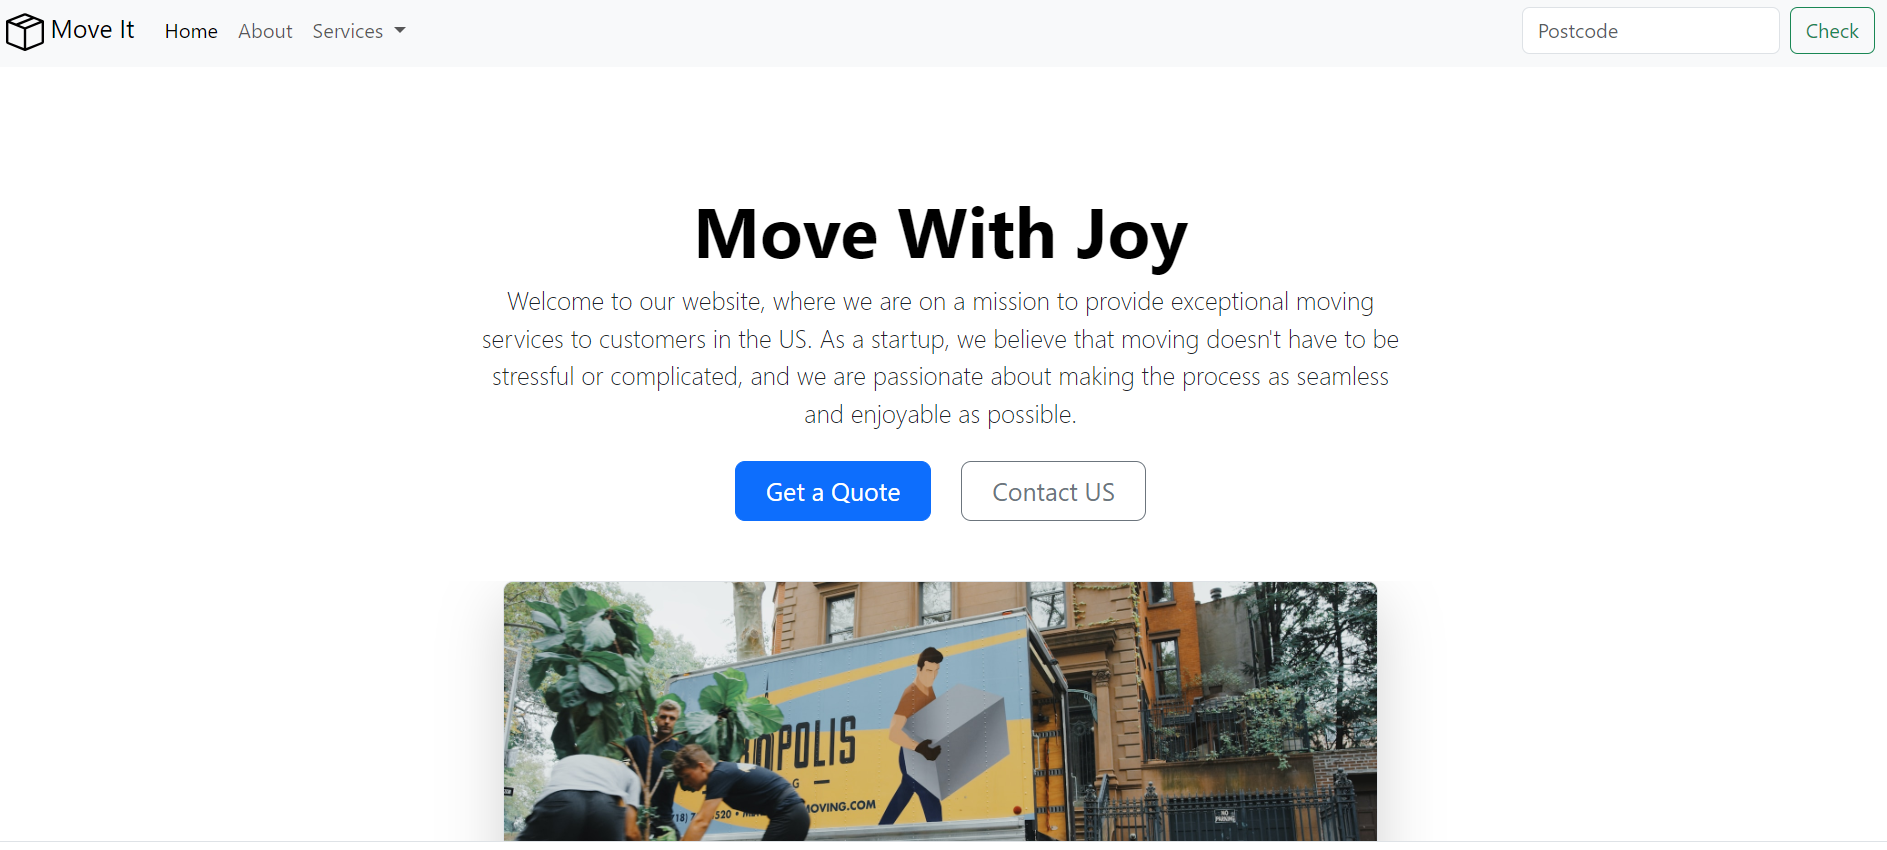 Move It
Home
About
Services
Postcode
Check
Move With Joy
Welcome to our website, where we are on a mission to provide exceptional moving
services to customers in the US. As a startup, we believe that moving doesn't have to be
stressful or complicated, and we are passionate about making the process as seamless
and enjoyable as possible.
Get a Quote
Contact US
POLIS
G —
MOVING.COM
NO
PARKING